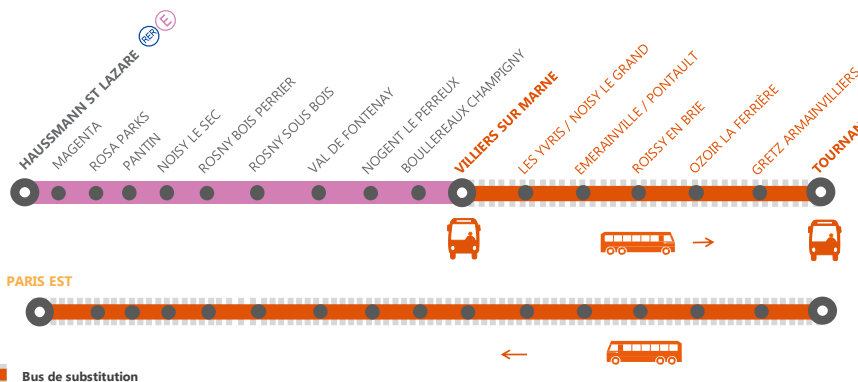 RER E
HAUSSMANN ST LAZARE
MAGENTA
ROSA PARKS
PANTIN
NOISY LE SEC
ROSNY BOIS PERRIER
ROSNY SOUS BOIS
VAL DE FONTENAY
NOGENT LE PERREUX
BOULLEREAUX CHAMPIGNY
VILLIERS SUR MARNE
LES YVRIS / NOISY LE GRAND
EMERAINVILLE / PONTAULT
ROISSY EN BRIE
OZOIR LA FERRIÈRE
GRETZ ARMAINVILLIERS
TOURNAN
PARIS EST
Bus de substitution